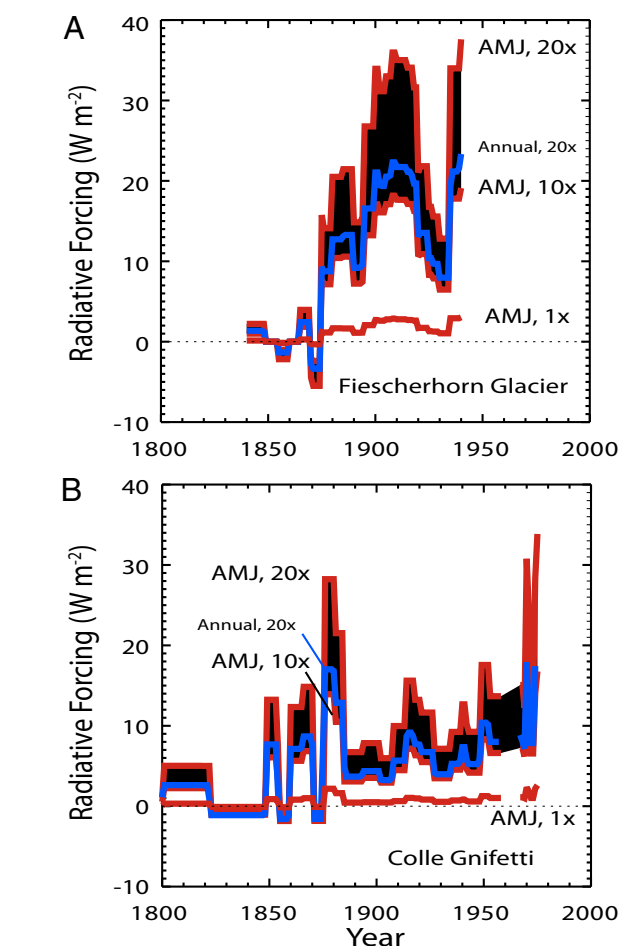 A
40
AMJ, 20x
30
Annual, 20x
20
AMJ, 10x
10
AMJ, 1x
0
Fiescherhorn Glacier
-10
Radiative Forcing (W m-2)
1800 1850 1900 1950 2000
B
40
30
AMJ, 20x
Annual, 20x
20
AMJ, 10x
10
0
AMJ, 1x
Colle Gnifetti
-10
Radiative Forcing (W m-2)
1800 1850 1900 1950 2000
Year